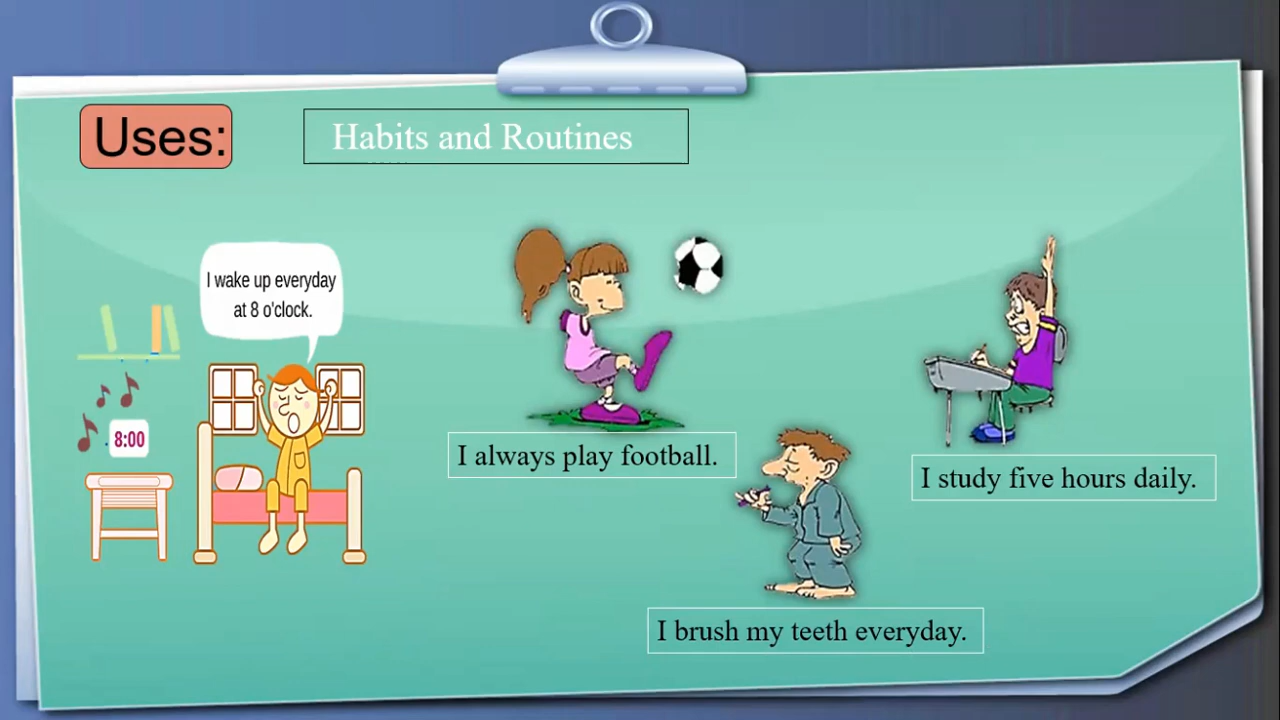 Uses:
Habits and Routines
I wake up everyday
at 8 o'clock.
8:00
I always play football.
I study five hours daily.
I brush my teeth everyday.